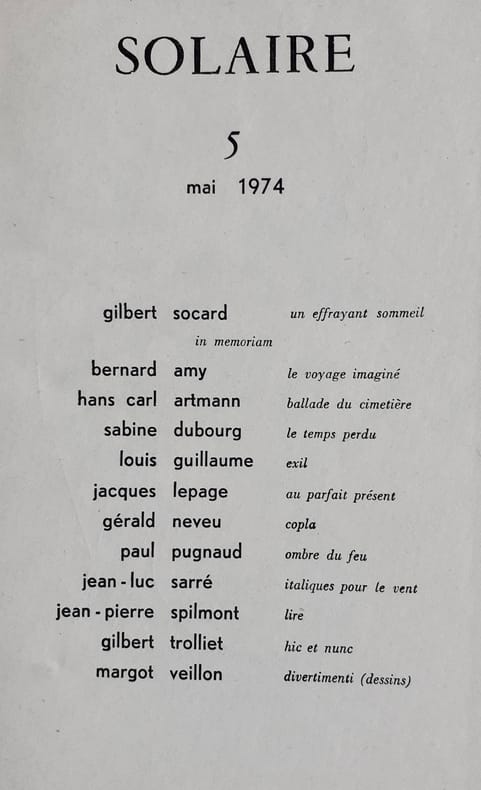 SOLAIRE
5
mai 1974
gilbert socard un effrayant sommeil
in memoriam
bernard amy le voyage imaginé
hans carl artmann ballade du cimetière
sabine dubourg le temps perdu
louis guillaume exil
jacques lepage au parfait présent
gérald neveu copla
paul pugnaud ombre du feu
jean-luc sarré italiques pour le vent
jean-pierre spilmont lire
gilbert trolliet hic et nunc
margot veillon divertimenti (dessins)